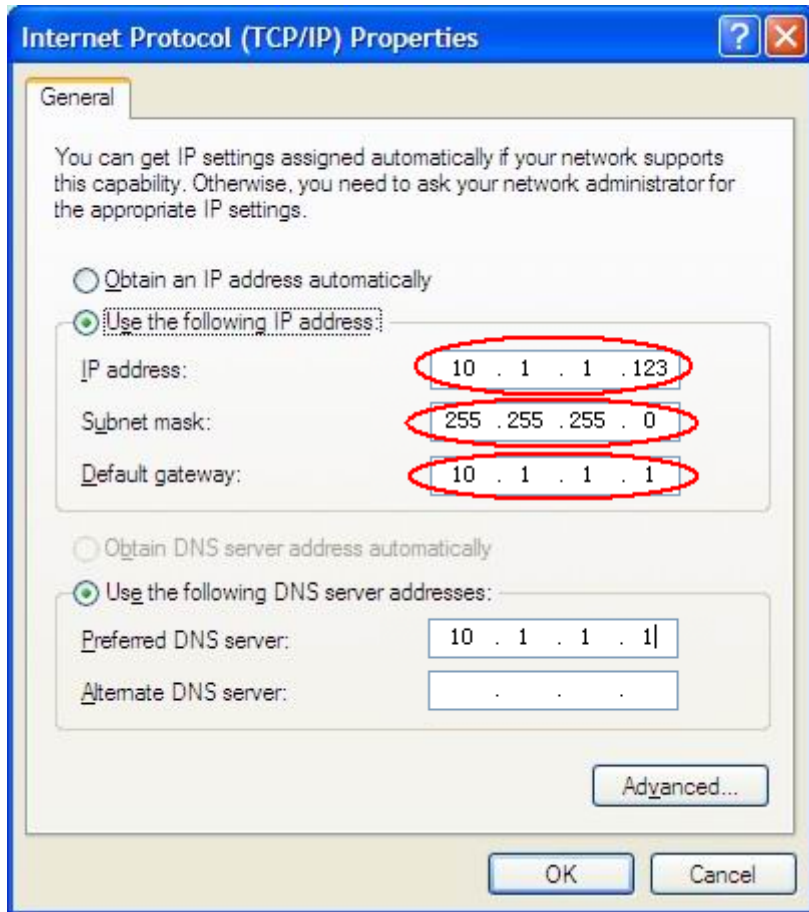 Internet Protocol (TCP/IP) Properties
General
You can get IP settings assigned automatically if your network supports
this capability. Otherwise, you need to ask your network administrator for
the appropriate IP settings.
Obtain an IP address automatically
Use the following IP address:
IP address: 10 . 1 . 1 . 123
Subnet mask: 255 . 255 . 255 . 0
Default gateway: 10 . 1 . 1 . 1
Obtain DNS server address automatically
Use the following DNS server addresses:
Preferred DNS server: 10 . 1 . 1 . 1
Alternate DNS server: . . .
Advanced...
OK Cancel